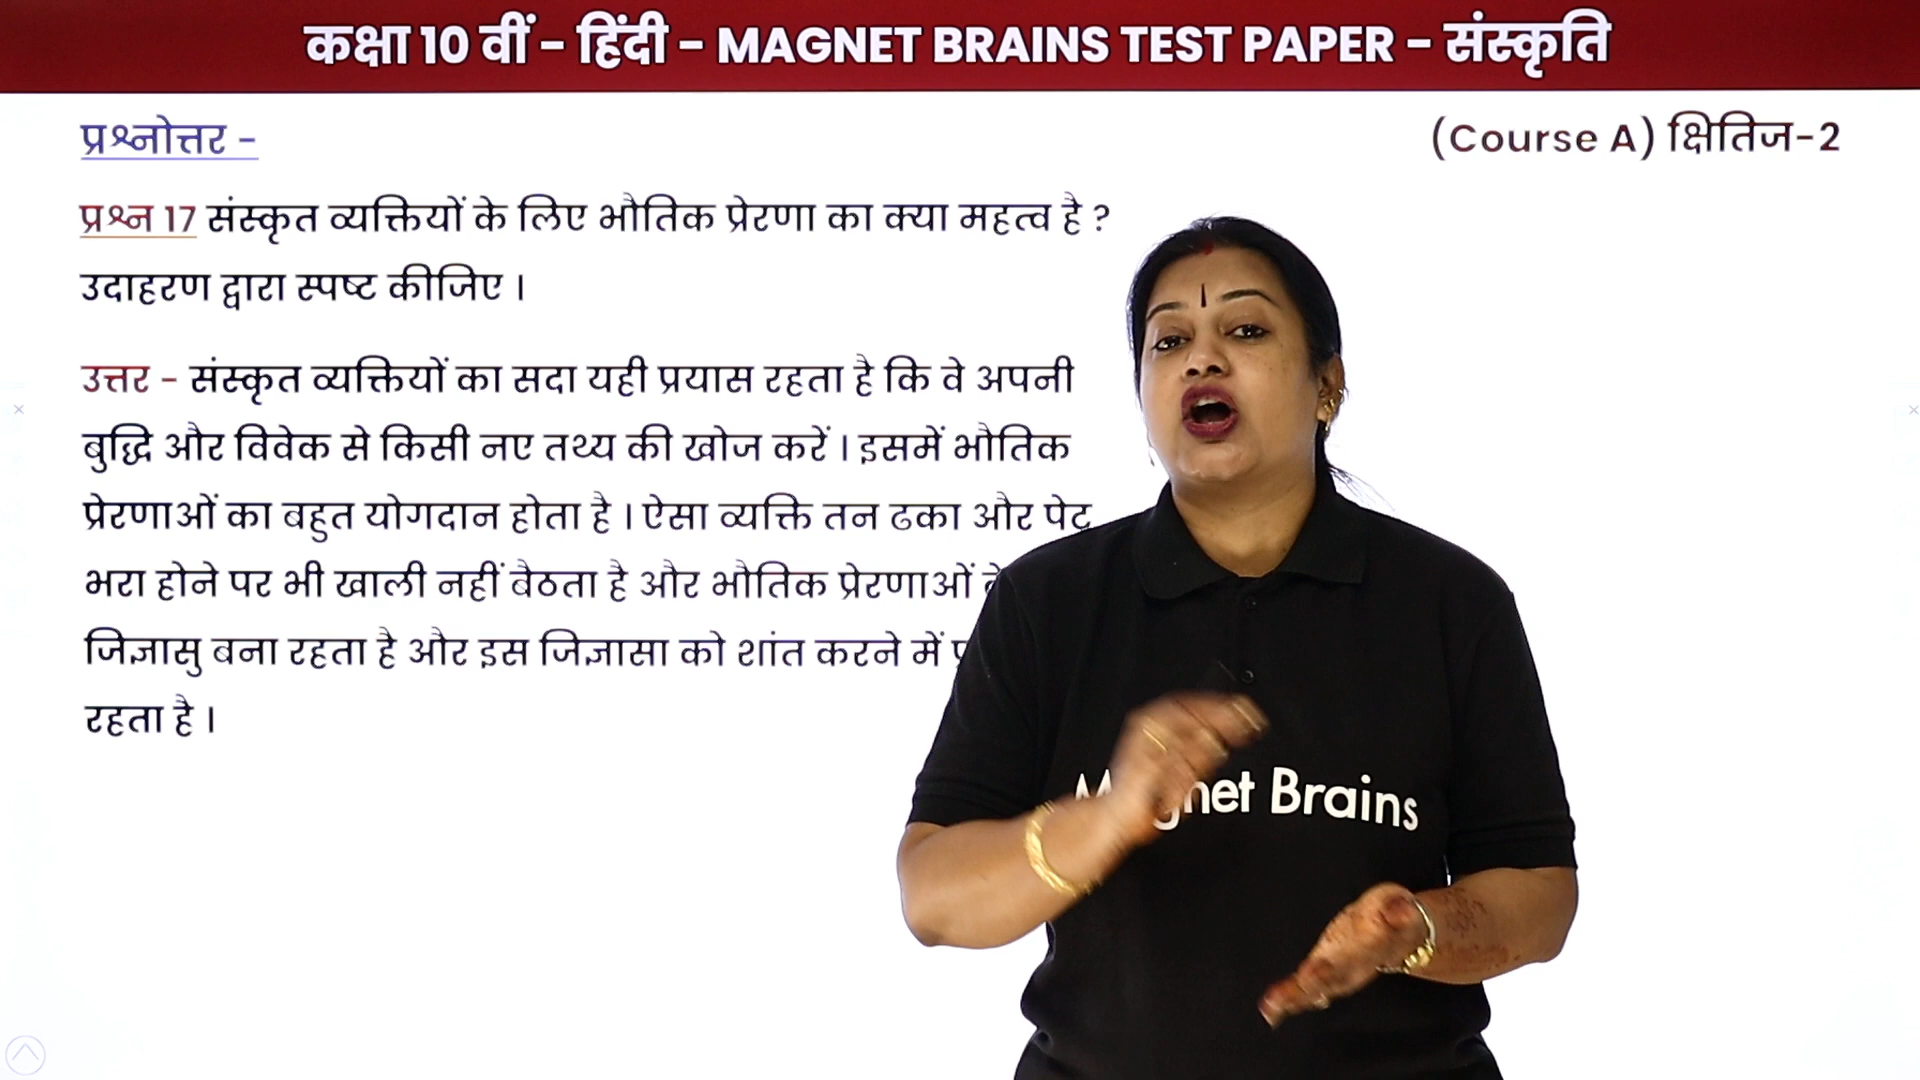 कक्षा 10 वीं - हिंदी - MAGNET BRAINS TEST PAPER - संस्कृति
प्रश्नोत्तर -
(Course A) क्षितिज-2
प्रश्न 17 संस्कृत व्यक्तियों के लिए भौतिक प्रेरणा का क्या महत्व है ?
उदाहरण द्वारा स्पष्ट कीजिए ।
उत्तर - संस्कृत व्यक्तियों का सदा यही प्रयास रहता है कि वे अपनी
बुद्धि और विवेक से किसी नए तथ्य की खोज करें । इसमें भौतिक
प्रेरणाओं का बहुत योगदान होता है । ऐसा व्यक्ति तन ढका और पेट
भरा होने पर भी खाली नहीं बैठता है और भौतिक प्रेरणाओं
जिज्ञासु बना रहता है और इस जिज्ञासा को शांत करने में
रहता है ।
Brains